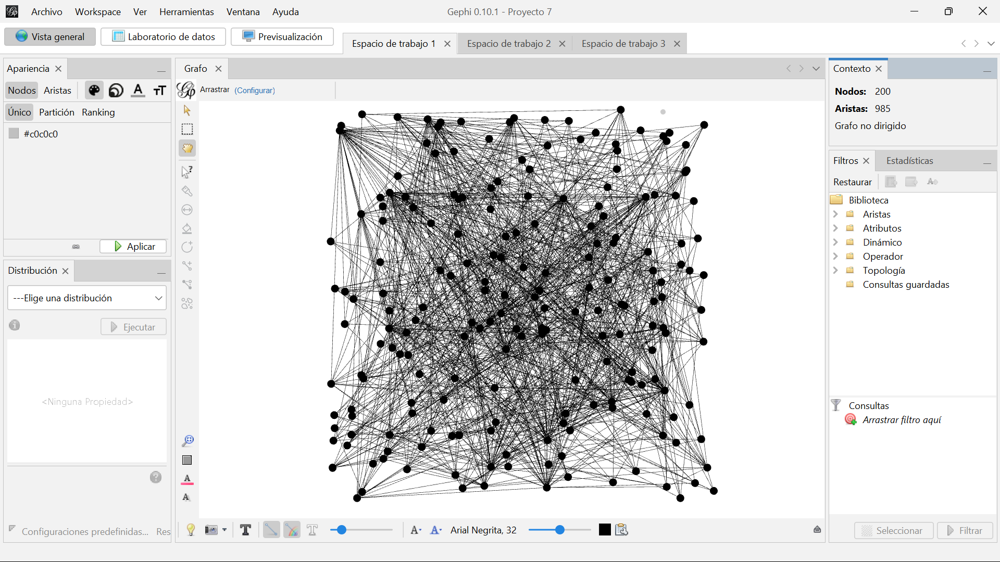 Archivo Workspace Ver Herramientas Ventana Ayuda Gephi 0.10.1 - Proyecto 7
Vista general Laboratorio de datos Previsualización Espacio de trabajo 1 Espacio de trabajo 2 Espacio de trabajo 3
Apariencia
Nodos Aristas
Único Partición Ranking
#c0c0c0
Aplicar
Distribución
---Elige una distribución
Ejecutar
<Ninguna Propiedad>
Configuraciones predefinidas... Res
Grafo
Arrastrar (Configurar)
Arial Negrita, 32
Contexto
Nodos: 200
Aristas: 985
Grafo no dirigido
Filtros Estadísticas
Restaurar
Biblioteca
Aristas
Atributos
Dinámico
Operador
Topología
Consultas guardadas
Consultas
Arrastrar filtro aquí
Seleccionar Filtrar